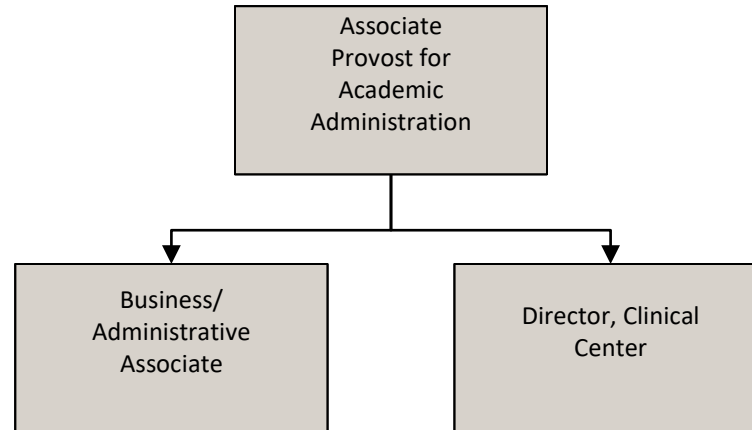 Associate
Provost for
Academic
Administration
Business/
Administrative
Associate
Director, Clinical
Center